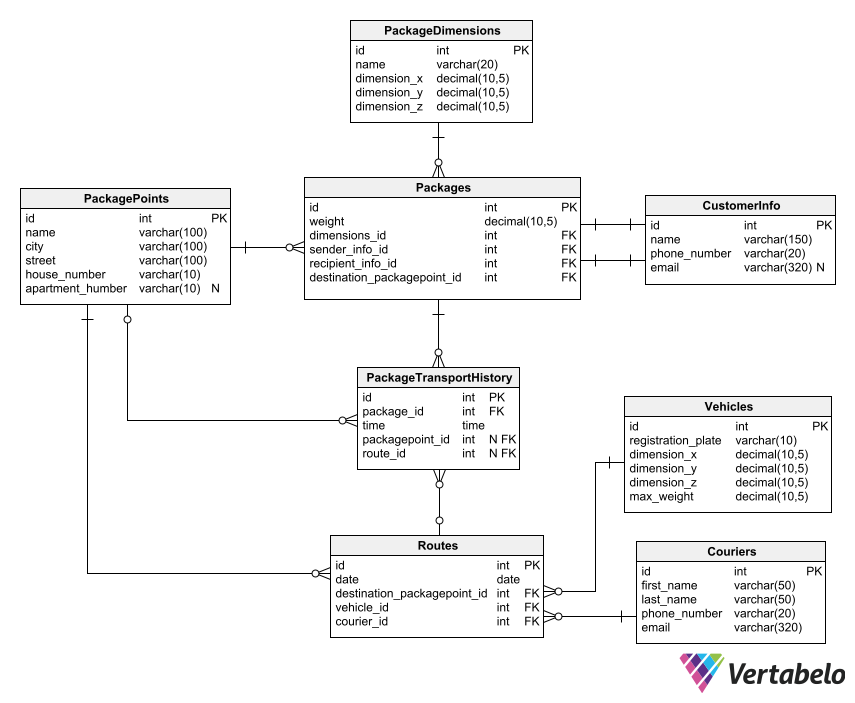 PackageDimensions
id int PK
name varchar(20)
dimension_x decimal(10,5)
dimension_y decimal(10,5)
dimension_z decimal(10,5)
PackagePoints
id int PK
name varchar(100)
city varchar(100)
street varchar(100)
house_number varchar(10)
apartment_humber varchar(10) N
Packages
id int PK
weight decimal(10,5)
dimensions_id int FK
sender_info_id int FK
recipient_info_id int FK
destination_packagepoint_id int FK
CustomerInfo
id int PK
name varchar(150)
phone_number varchar(20)
email varchar(320) N
PackageTransportHistory
id int PK
package_id int FK
time time
packagepoint_id int N FK
route_id int N FK
Vehicles
id int PK
registration_plate varchar(10)
dimension_x decimal(10,5)
dimension_y decimal(10,5)
dimension_z decimal(10,5)
max_weight decimal(10,5)
Routes
id int PK
date date
destination_packagepoint_id int FK
vehicle_id int FK
courier_id int FK
Couriers
id int PK
first_name varchar(50)
last_name varchar(50)
phone_number varchar(20)
email varchar(320)
Vertabelo